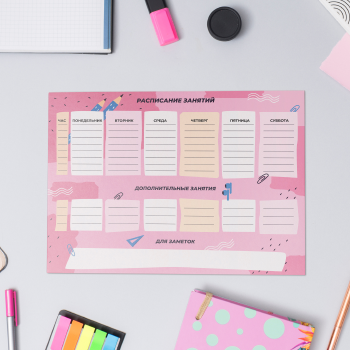 РАСПИСАНИЕ ЗАНЯТИЙ
ЧАС ПОНЕДЕЛЬНИК ВТОРНИК СРЕДА ЧЕТВЕРГ ПЯТНИЦА СУББОТА
ДОПОЛНИТЕЛЬНЫЕ ЗАНЯТИЯ
ДЛЯ ЗАМЕТОК